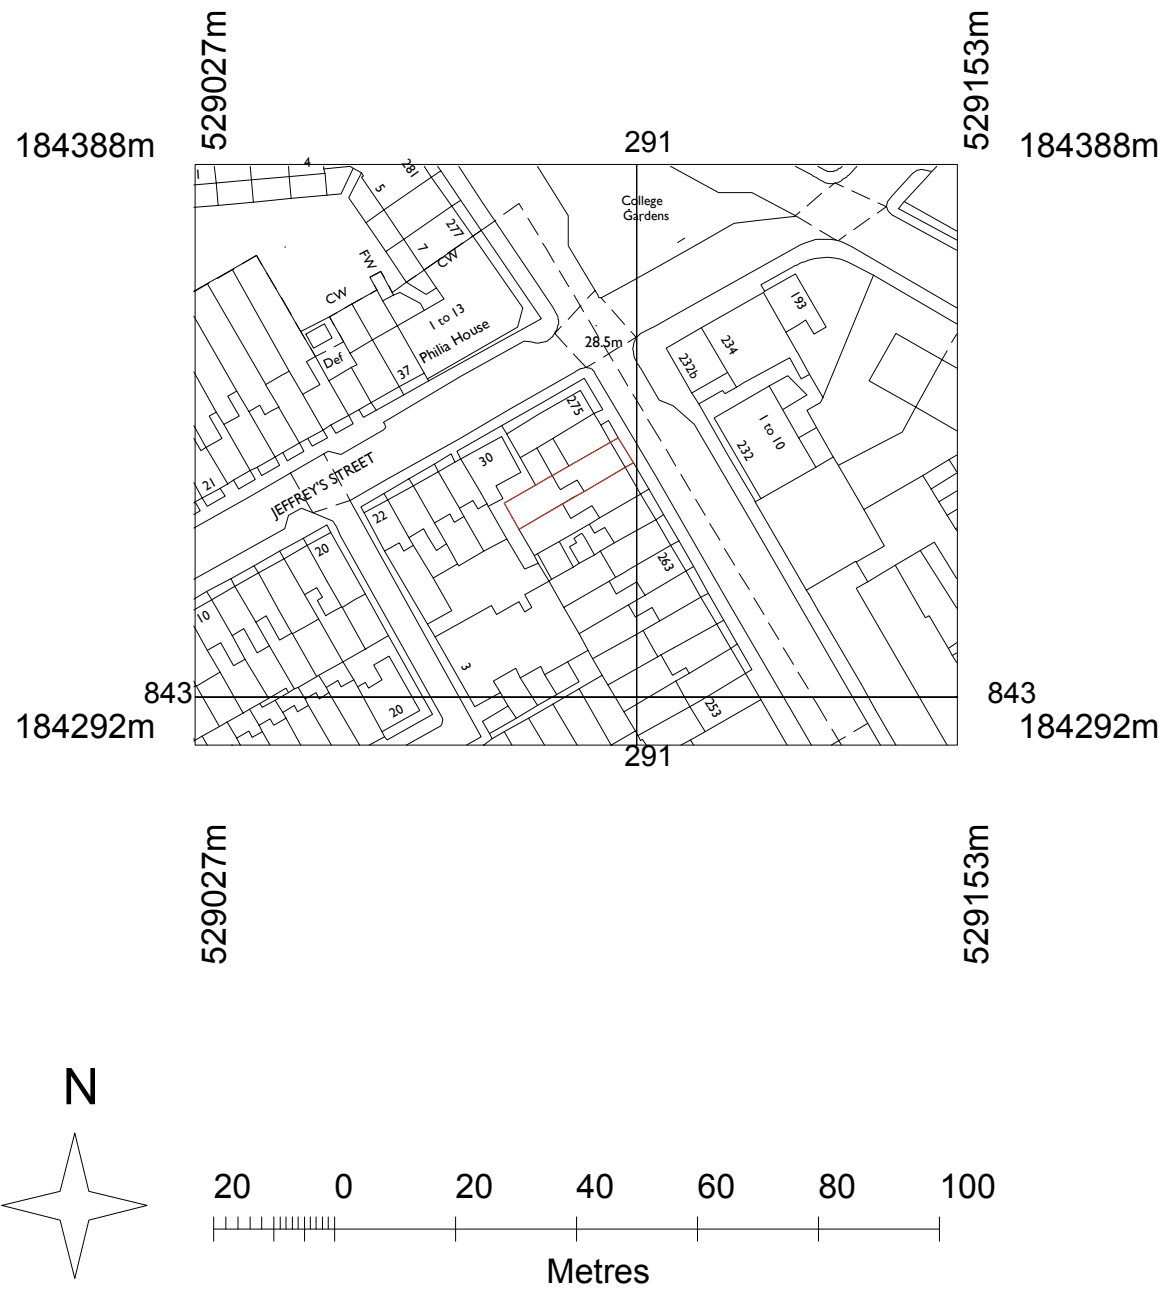 529027m
529153m
184388m
291
184388m
1
4
5
281
277
7
CW
FW
CW
College
Gardens
1 to 13
Philia House
Def
37
28.5m
193
234
232b
275
1 to 10
232
30
21
JEFFREY'S STREET
22
20
263
10
3
20
253
843
843
184292m
184292m
291
529027m
529153m
N
20 0 20 40 60 80 100
Metres